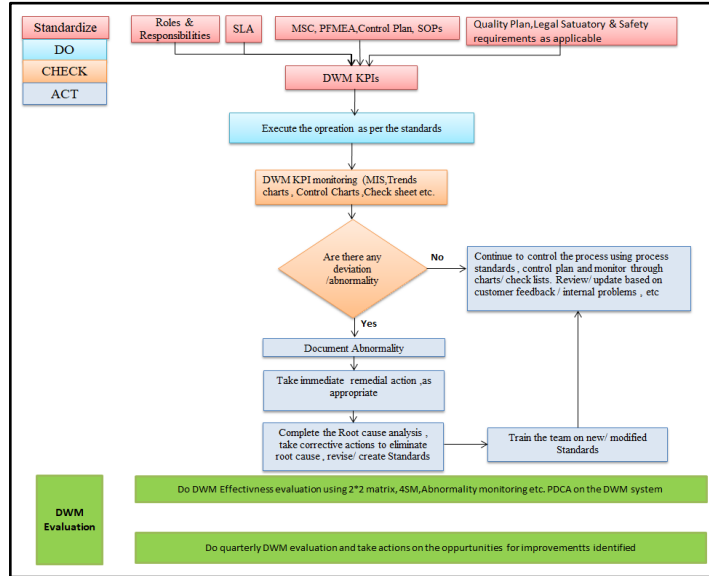 Standardize
DO
CHECK
ACT
Roles &
Responsibilities
SLA
MSC, PFMEA,Control Plan, SOPs
Quality Plan,Legal Satuatory & Safety
requirements as applicable
DWM KPIs
Execute the opreation as per the standards
DWM KPI monitoring (MIS,Trends
charts , Control Charts ,Check sheet etc.
Are there any
deviation
/abnormality
No
Continue to control the process using process
standards , control plan and monitor through
charts/ check lists. Review/ update based on
customer feedback / internal problems , etc
Yes
Document Abnormality
Take immediate remedial action ,as
appropriate
Complete the Root cause analysis ,
take corrective actions to eliminate
root cause , revise/ create Standards
Train the team on new/ modified
Standards
DWM
Evaluation
Do DWM Effectivness evaluation using 2*2 matrix, 4SM,Abnormality monitoring etc. PDCA on the DWM system
Do quarterly DWM evaluation and take actions on the oppurtunities for improvementts identified